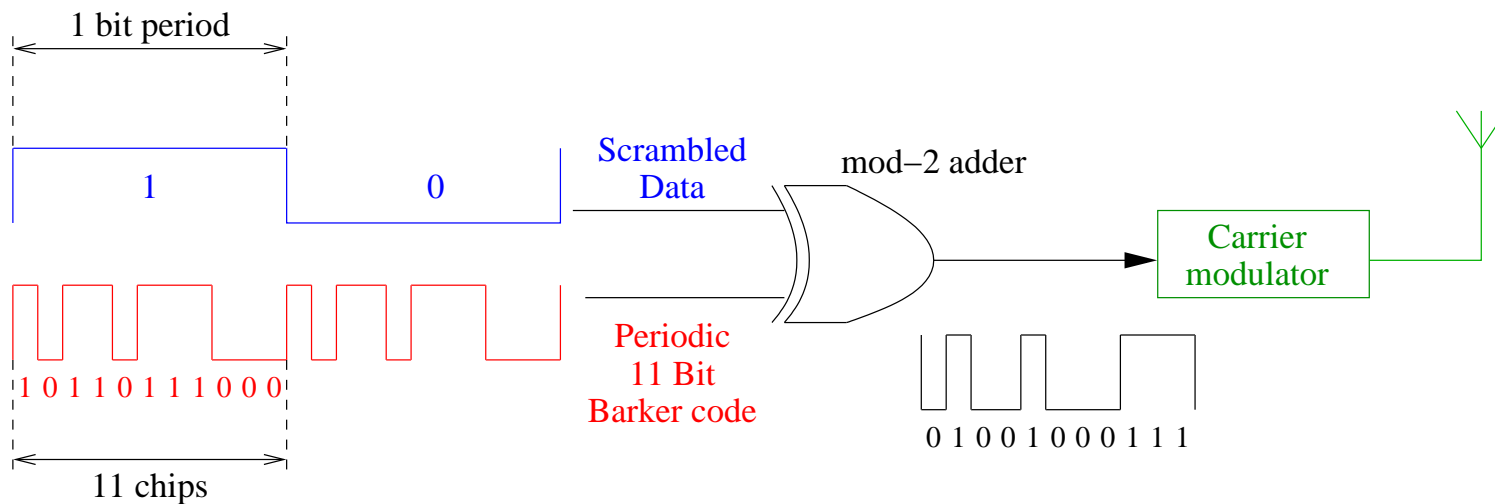 1 bit period
1
0
Scrambled
Data
mod−2 adder
Carrier
modulator
1 0 1 1 0 1 1 1 0 0 0
Periodic
11 Bit
Barker code
0 1 0 0 1 0 0 0 1 1 1
11 chips